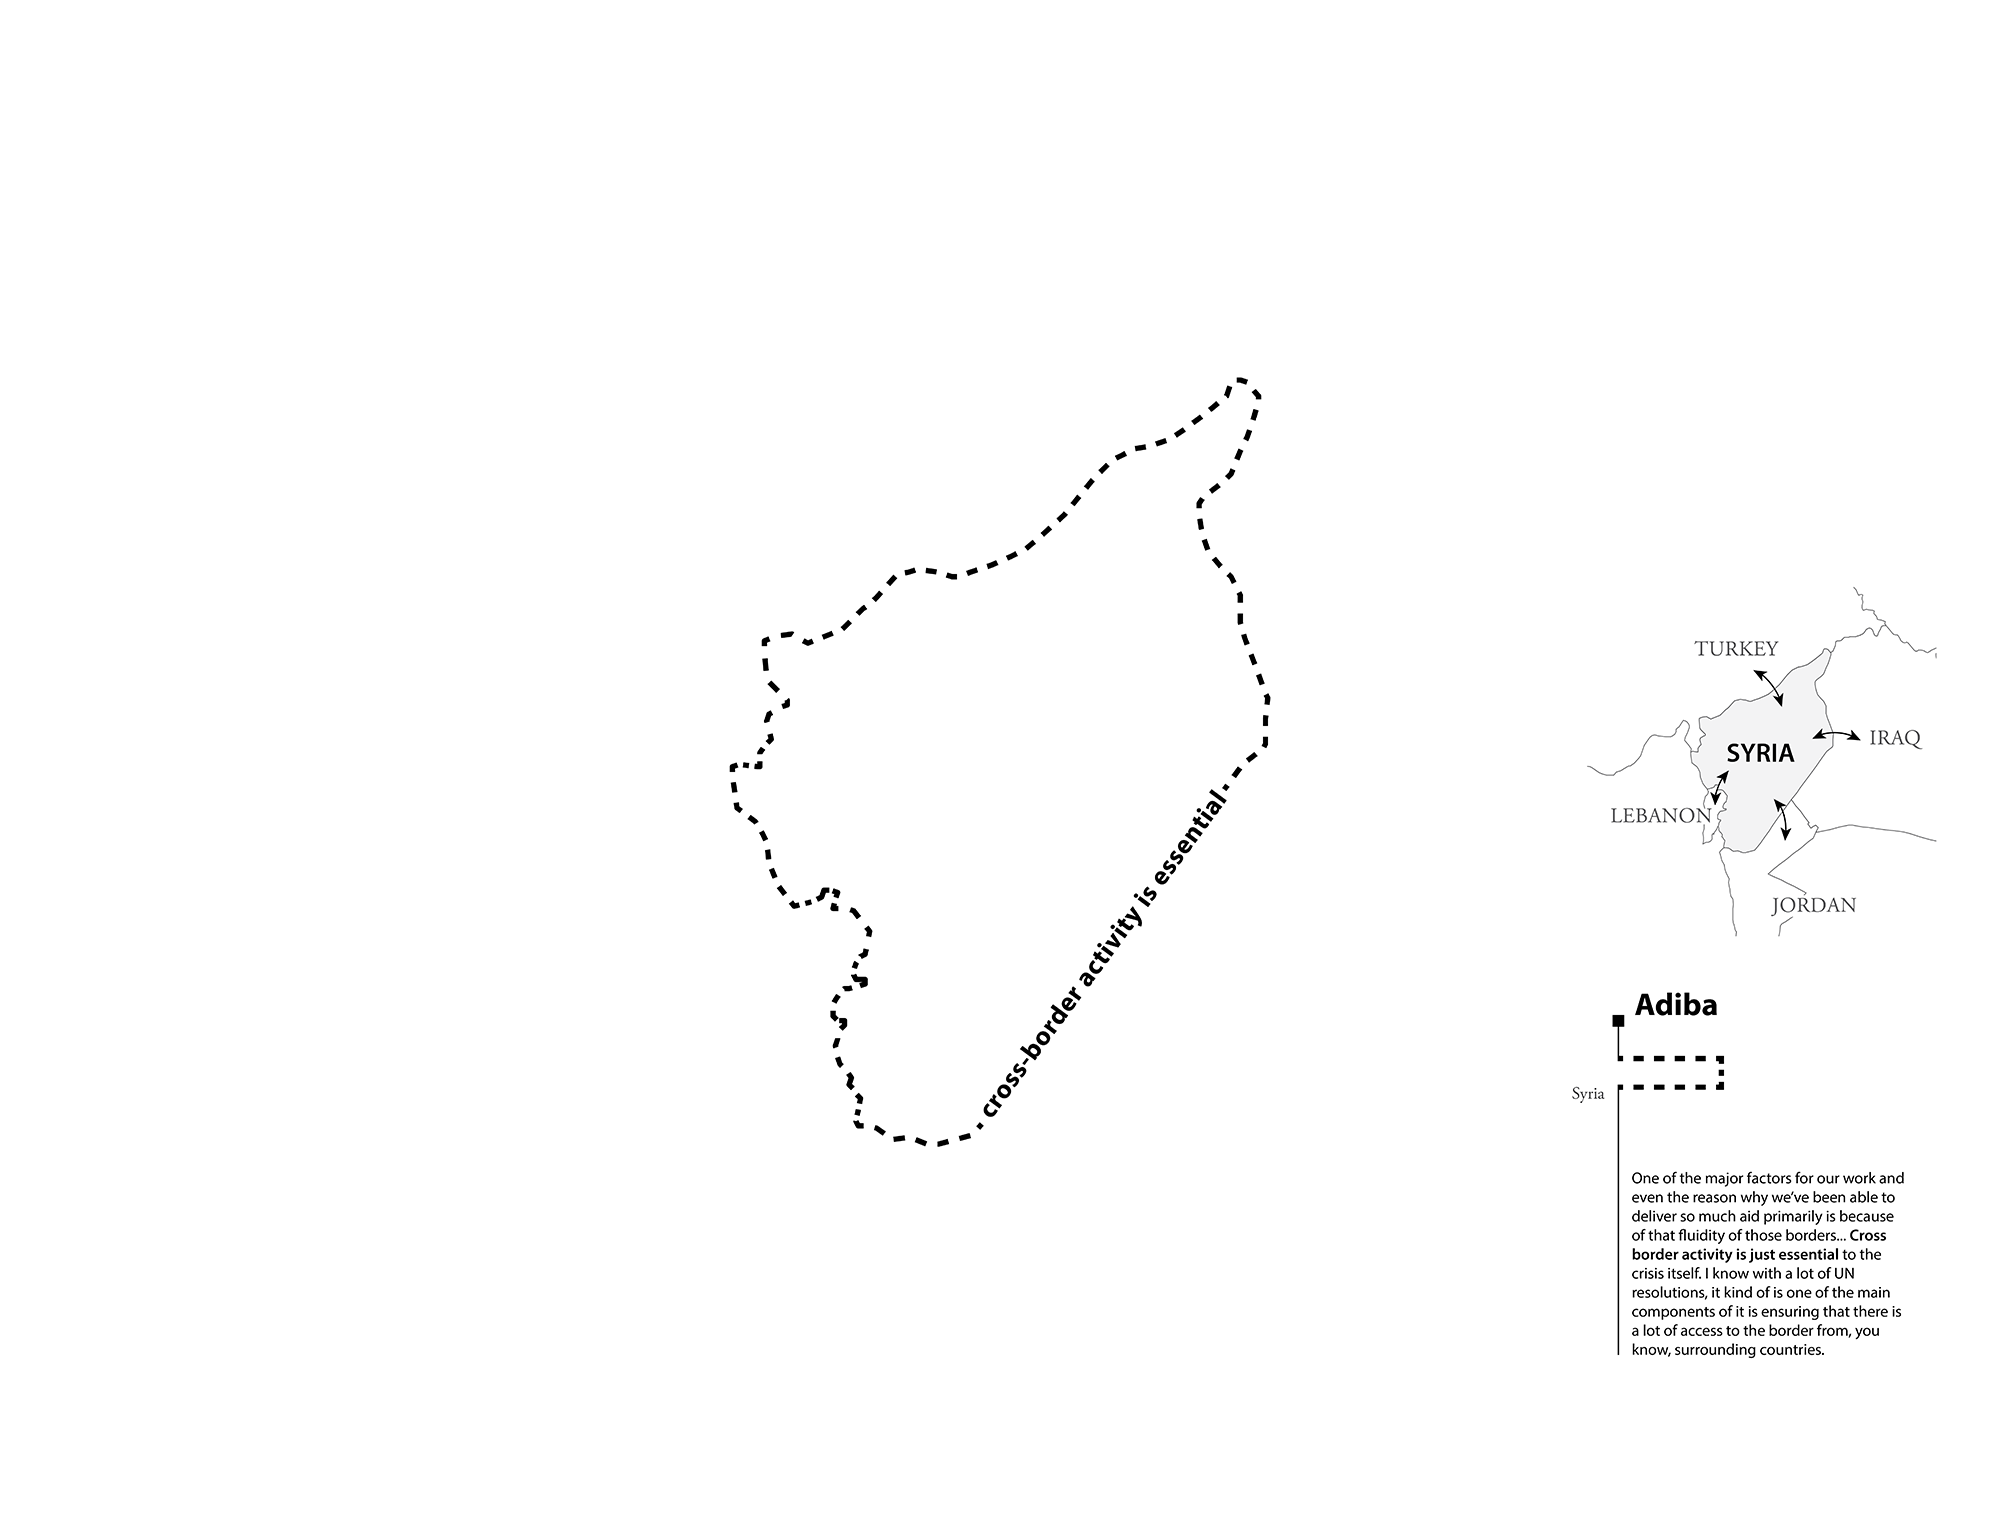 cross-border activity is essential
TURKEY
IRAQ
SYRIA
LEBANON
JORDAN
Adiba
Syria
One of the major factors for our work and
even the reason why we've been able to
deliver so much aid primarily is because
of that fluidity of those borders... Cross
border activity is just essential to the
crisis itself. I know with a lot of UN
resolutions, it kind of is one of the main
components of it is ensuring that there is
a lot of access to the border from, you
know, surrounding countries.